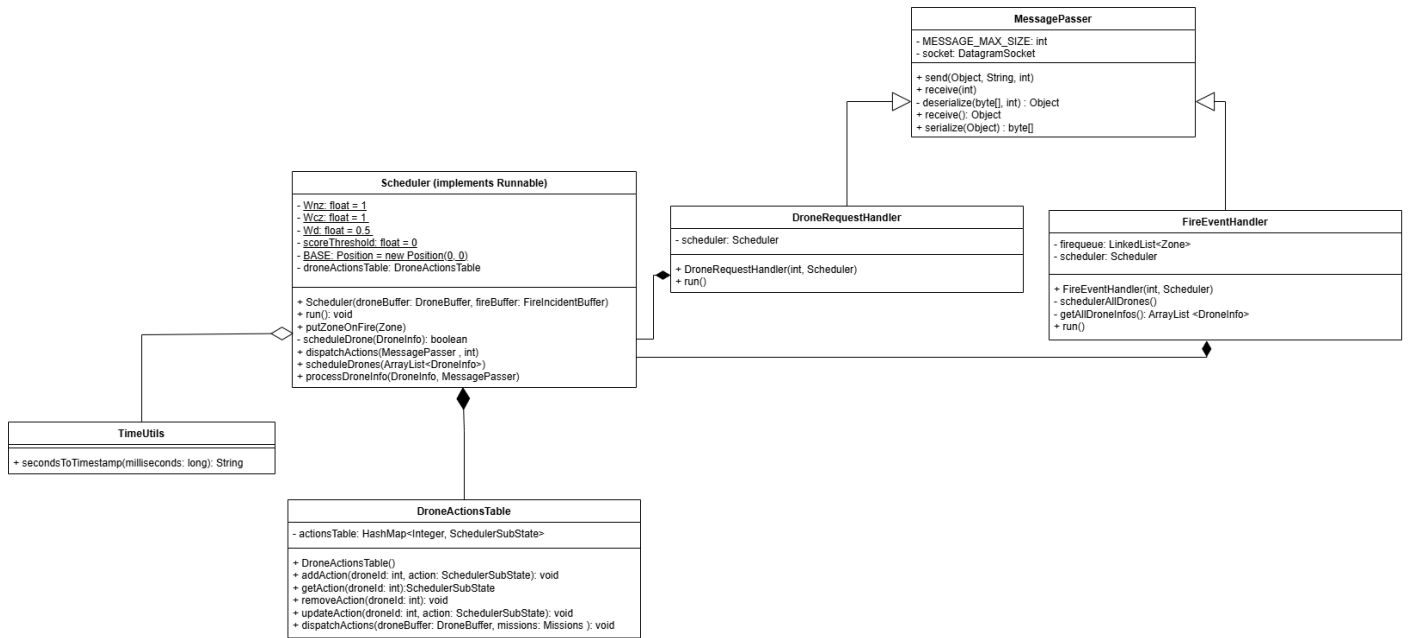 MessagePasser
- MESSAGE_MAX_SIZE: int
- socket: DatagramSocket
+ send(Object, String, int)
+ receive(int)
- deserialize(byte[], int) : Object
+ receive(): Object
+ serialize(Object) : byte[]
Scheduler (implements Runnable)
- Wnz: float = 1
- Wcz: float = 1
- Wd: float = 0.5
- scoreThreshold: float = 0
- BASE: Position = new Position(0, 0)
- droneActionsTable: DroneActionsTable
+ Scheduler(droneBuffer: DroneBuffer, fireBuffer: FireIncidentBuffer)
+ run(): void
+ putZoneOnFire(Zone)
- scheduleDrone(DroneInfo): boolean
+ dispatchActions(MessagePasser , int)
+ scheduleDrones(ArrayList<DroneInfo>)
+ processDroneInfo(DroneInfo, MessagePasser)
DroneRequestHandler
- scheduler: Scheduler
+ DroneRequestHandler(int, Scheduler)
+ run()
FireEventHandler
- firequeue: LinkedList<Zone>
- scheduler: Scheduler
+ FireEventHandler(int, Scheduler)
- schedulerAllDrones()
- getAllDroneInfos(): ArrayList <DroneInfo>
+ run()
TimeUtils
+ secondsToTimestamp(milliseconds: long): String
DroneActionsTable
- actionsTable: HashMap<Integer, SchedulerSubState>
+ DroneActionsTable()
+ addAction(droneId: int, action: SchedulerSubState): void
+ getAction(droneId: int):SchedulerSubState
+ removeAction(droneId: int): void
+ updateAction(droneId: int, action: SchedulerSubState): void
+ dispatchActions(droneBuffer: DroneBuffer, missions: Missions ): void